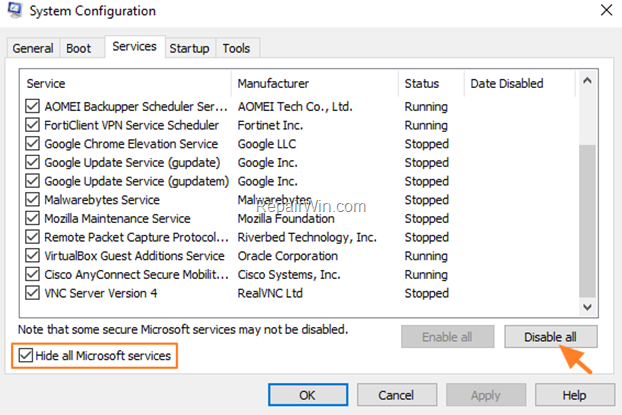 System Configuration
General Boot Services Startup Tools
Service Manufacturer Status Date Disabled
AOMEI Backupper Scheduler Ser... AOMEI Tech Co., Ltd. Running
FortiClient VPN Service Scheduler Fortinet Inc. Running
Google Chrome Elevation Service Google LLC Stopped
Google Update Service (gupdate) Google Inc. Stopped
Google Update Service (gupdatem) Google Inc. Stopped
Malwarebytes Service Malwarebytes Stopped
RepairWin.com
Mozilla Maintenance Service Mozilla Foundation Stopped
Remote Packet Capture Protocol... Riverbed Technology, Inc. Stopped
VirtualBox Guest Additions Service Oracle Corporation Running
Cisco AnyConnect Secure Mobilit... Cisco Systems, Inc. Running
VNC Server Version 4 RealVNC Ltd Stopped
Note that some secure Microsoft services may not be disabled.
Enable all Disable all
Hide all Microsoft services
OK Cancel Apply Help